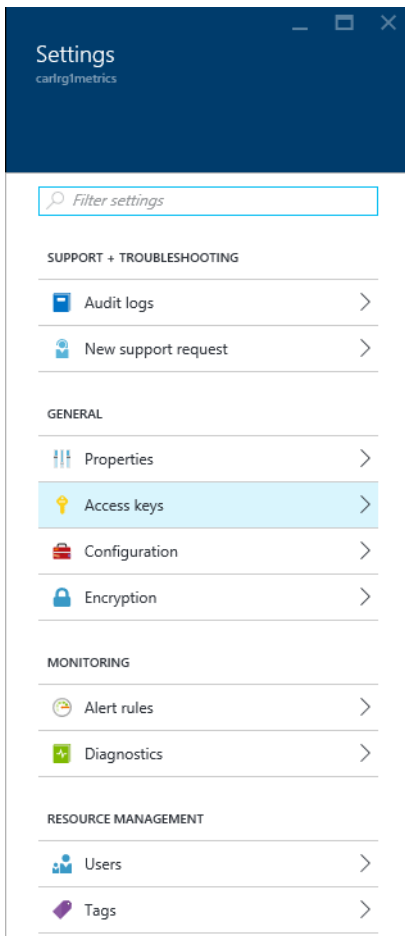 Settings
carlrg1metrics
Filter settings
SUPPORT + TROUBLESHOOTING
Audit logs
New support request
GENERAL
Properties
Access keys
Configuration
Encryption
MONITORING
Alert rules
Diagnostics
RESOURCE MANAGEMENT
Users
Tags